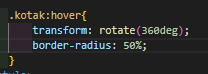 .kotak:hover{
transform: rotate(360deg);
border-radius: 50%;
}